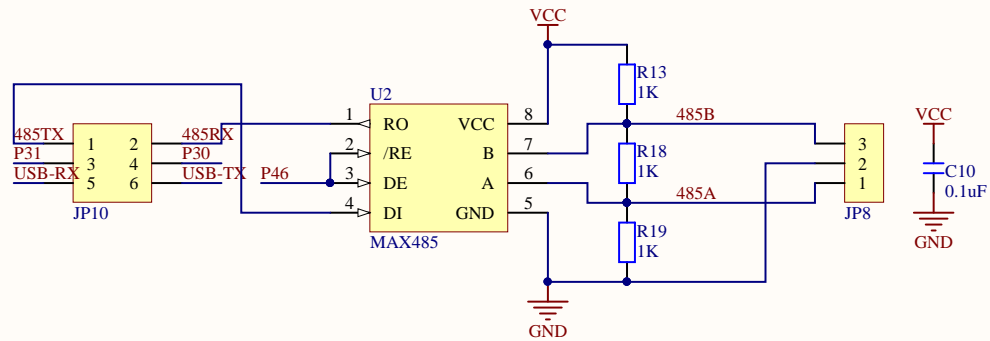 VCC
R13
1K
U2
1
RO
VCC
8
485B
VCC
485TX
1
2
485RX
P31
3
4
P30
USB-RX
5
6
USB-TX
P46
2
/RE
B
7
R18
1K
3
2
1
C10
0.1uF
3
DE
A
6
485A
JP10
4
DI
GND
5
JP8
MAX485
R19
1K
GND
GND